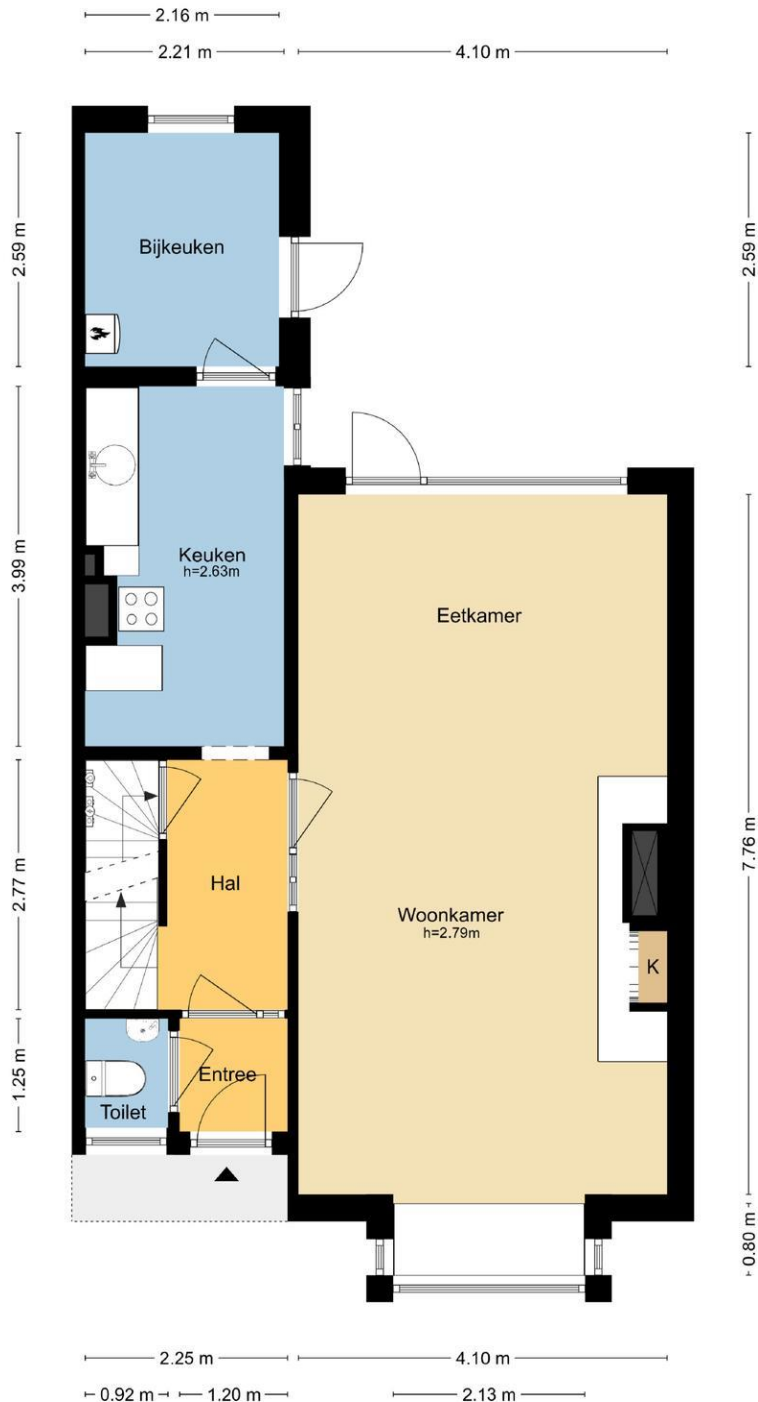 2.16 m
2.21 m
4.10 m
2.59 m
2.59 m
Bijkeuken
3.99 m
Keuken
h=2.63m
Eetkamer
7.76 m
2.77 m
Hal
Woonkamer
h=2.79m
K
1.25 m
Entree
Toilet
0.80 m
2.25 m
4.10 m
0.92 m
1.20 m
2.13 m